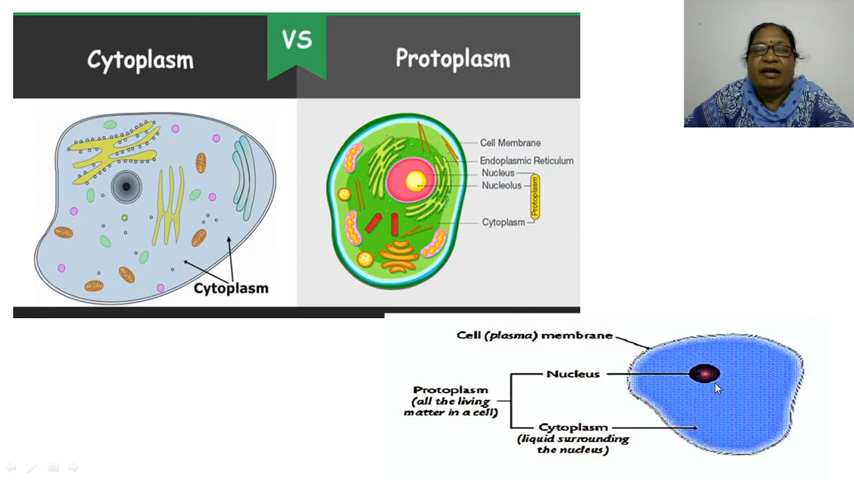 Cytoplasm
VS
Protoplasm
Cytoplasm
Cell Membrane
Endoplasmic Reticulum
Nucleus
Nucleolus
Protoplasm
Cytoplasm
Cell (plasma) membrane
Nucleus
Protoplasm
(all the living
matter in a cell)
Cytoplasm
(liquid surrounding
the nucleus)